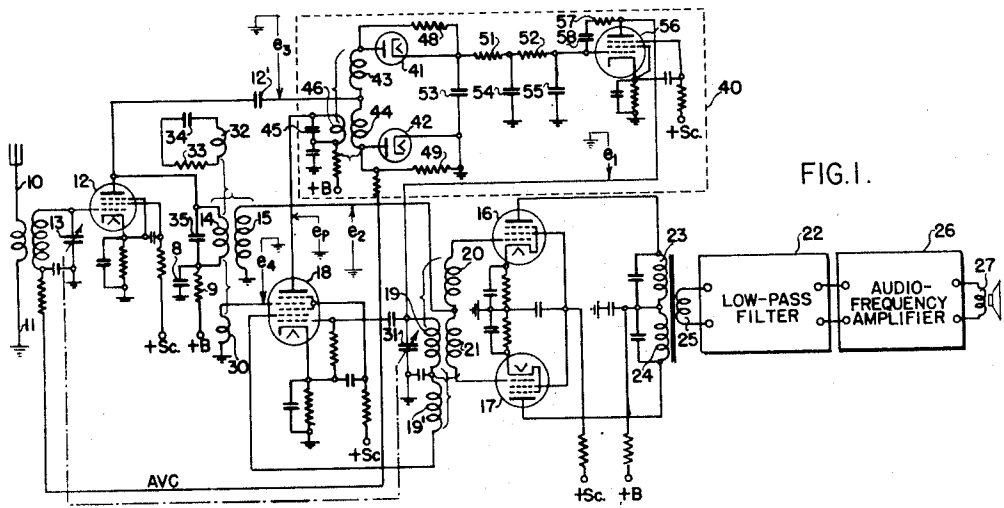 57
56
58
48
e3
41
51
52
12'
43
53
54
55
40
46
44
+Sc.
34
32
45
42
33
49
e1
+B
FIG.1.
10
12
13
35
14
15
16
23
22
26
27
eP
e2
LOW-PASS
FILTER
AUDIO-
FREQUENCY
AMPLIFIER
8
e4
18
20
19
9
31
21
25
24
11
+Sc.
+B
30
17
19'
+Sc
AVC
+Sc.
+B